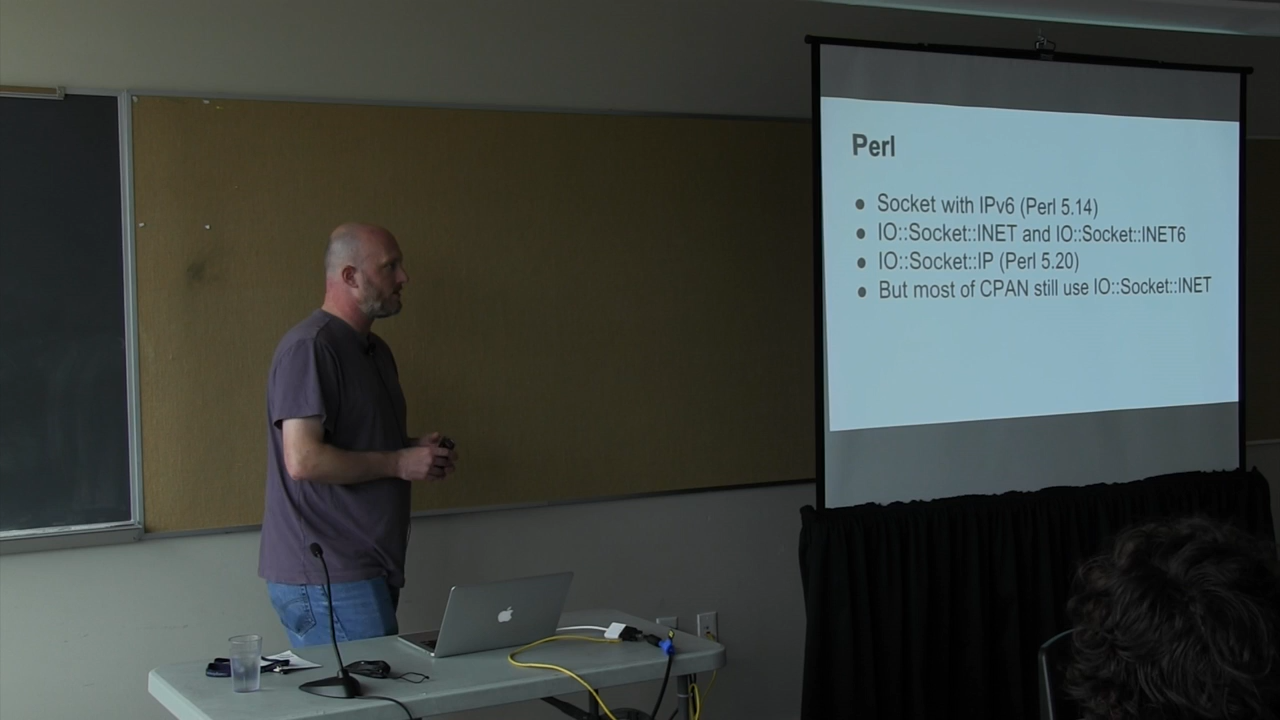 Perl
● Socket with IPv6 (Perl 5.14)
● IO::Socket::INET and IO::Socket::INET6
● IO::Socket::IP (Perl 5.20)
● But most of CPAN still use IO::Socket::INET